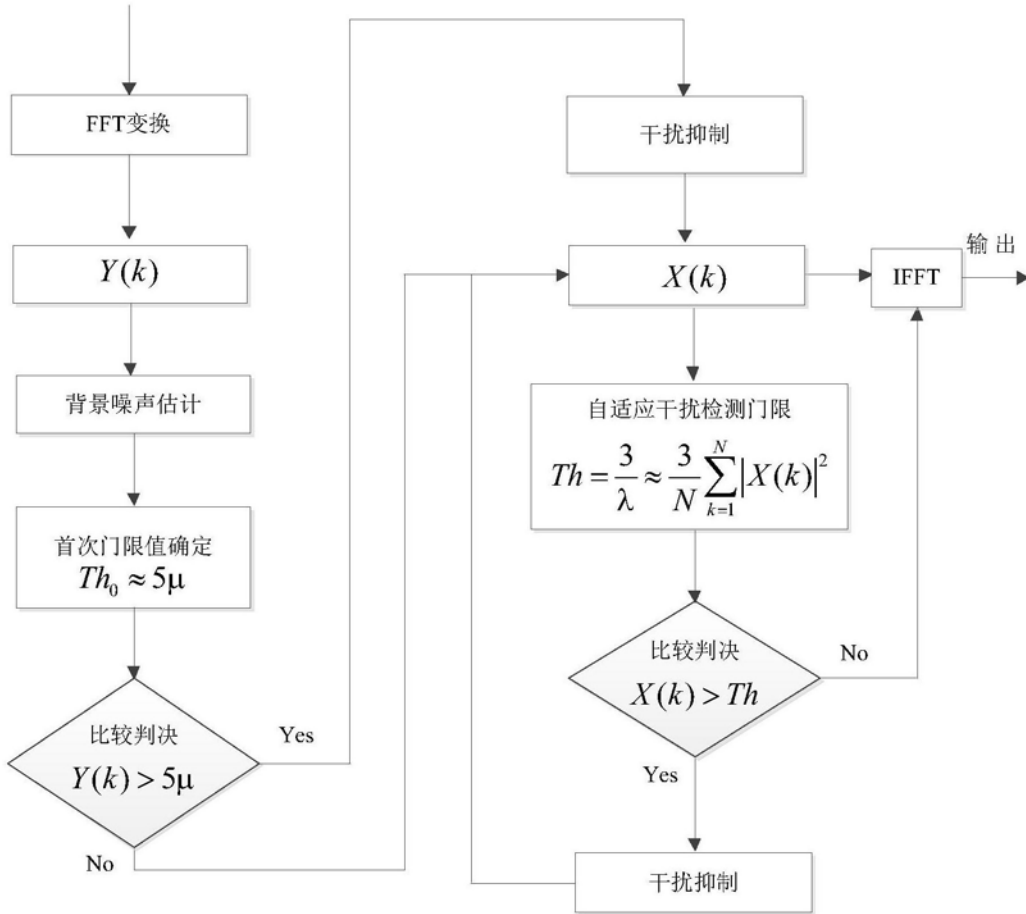 FFT变换
Y(k)
背景噪声估计
首次门限值确定
Th₀ ≈ 5μ
比较判决
Y(k) > 5μ
Yes
No
干扰抑制
X(k)
IFFT
输 出
自适应干扰检测门限
Th = 3/λ ≈ 3/N ∑_{k=1}^{N} |X(k)|²
比较判决
X(k) > Th
No
Yes
干扰抑制